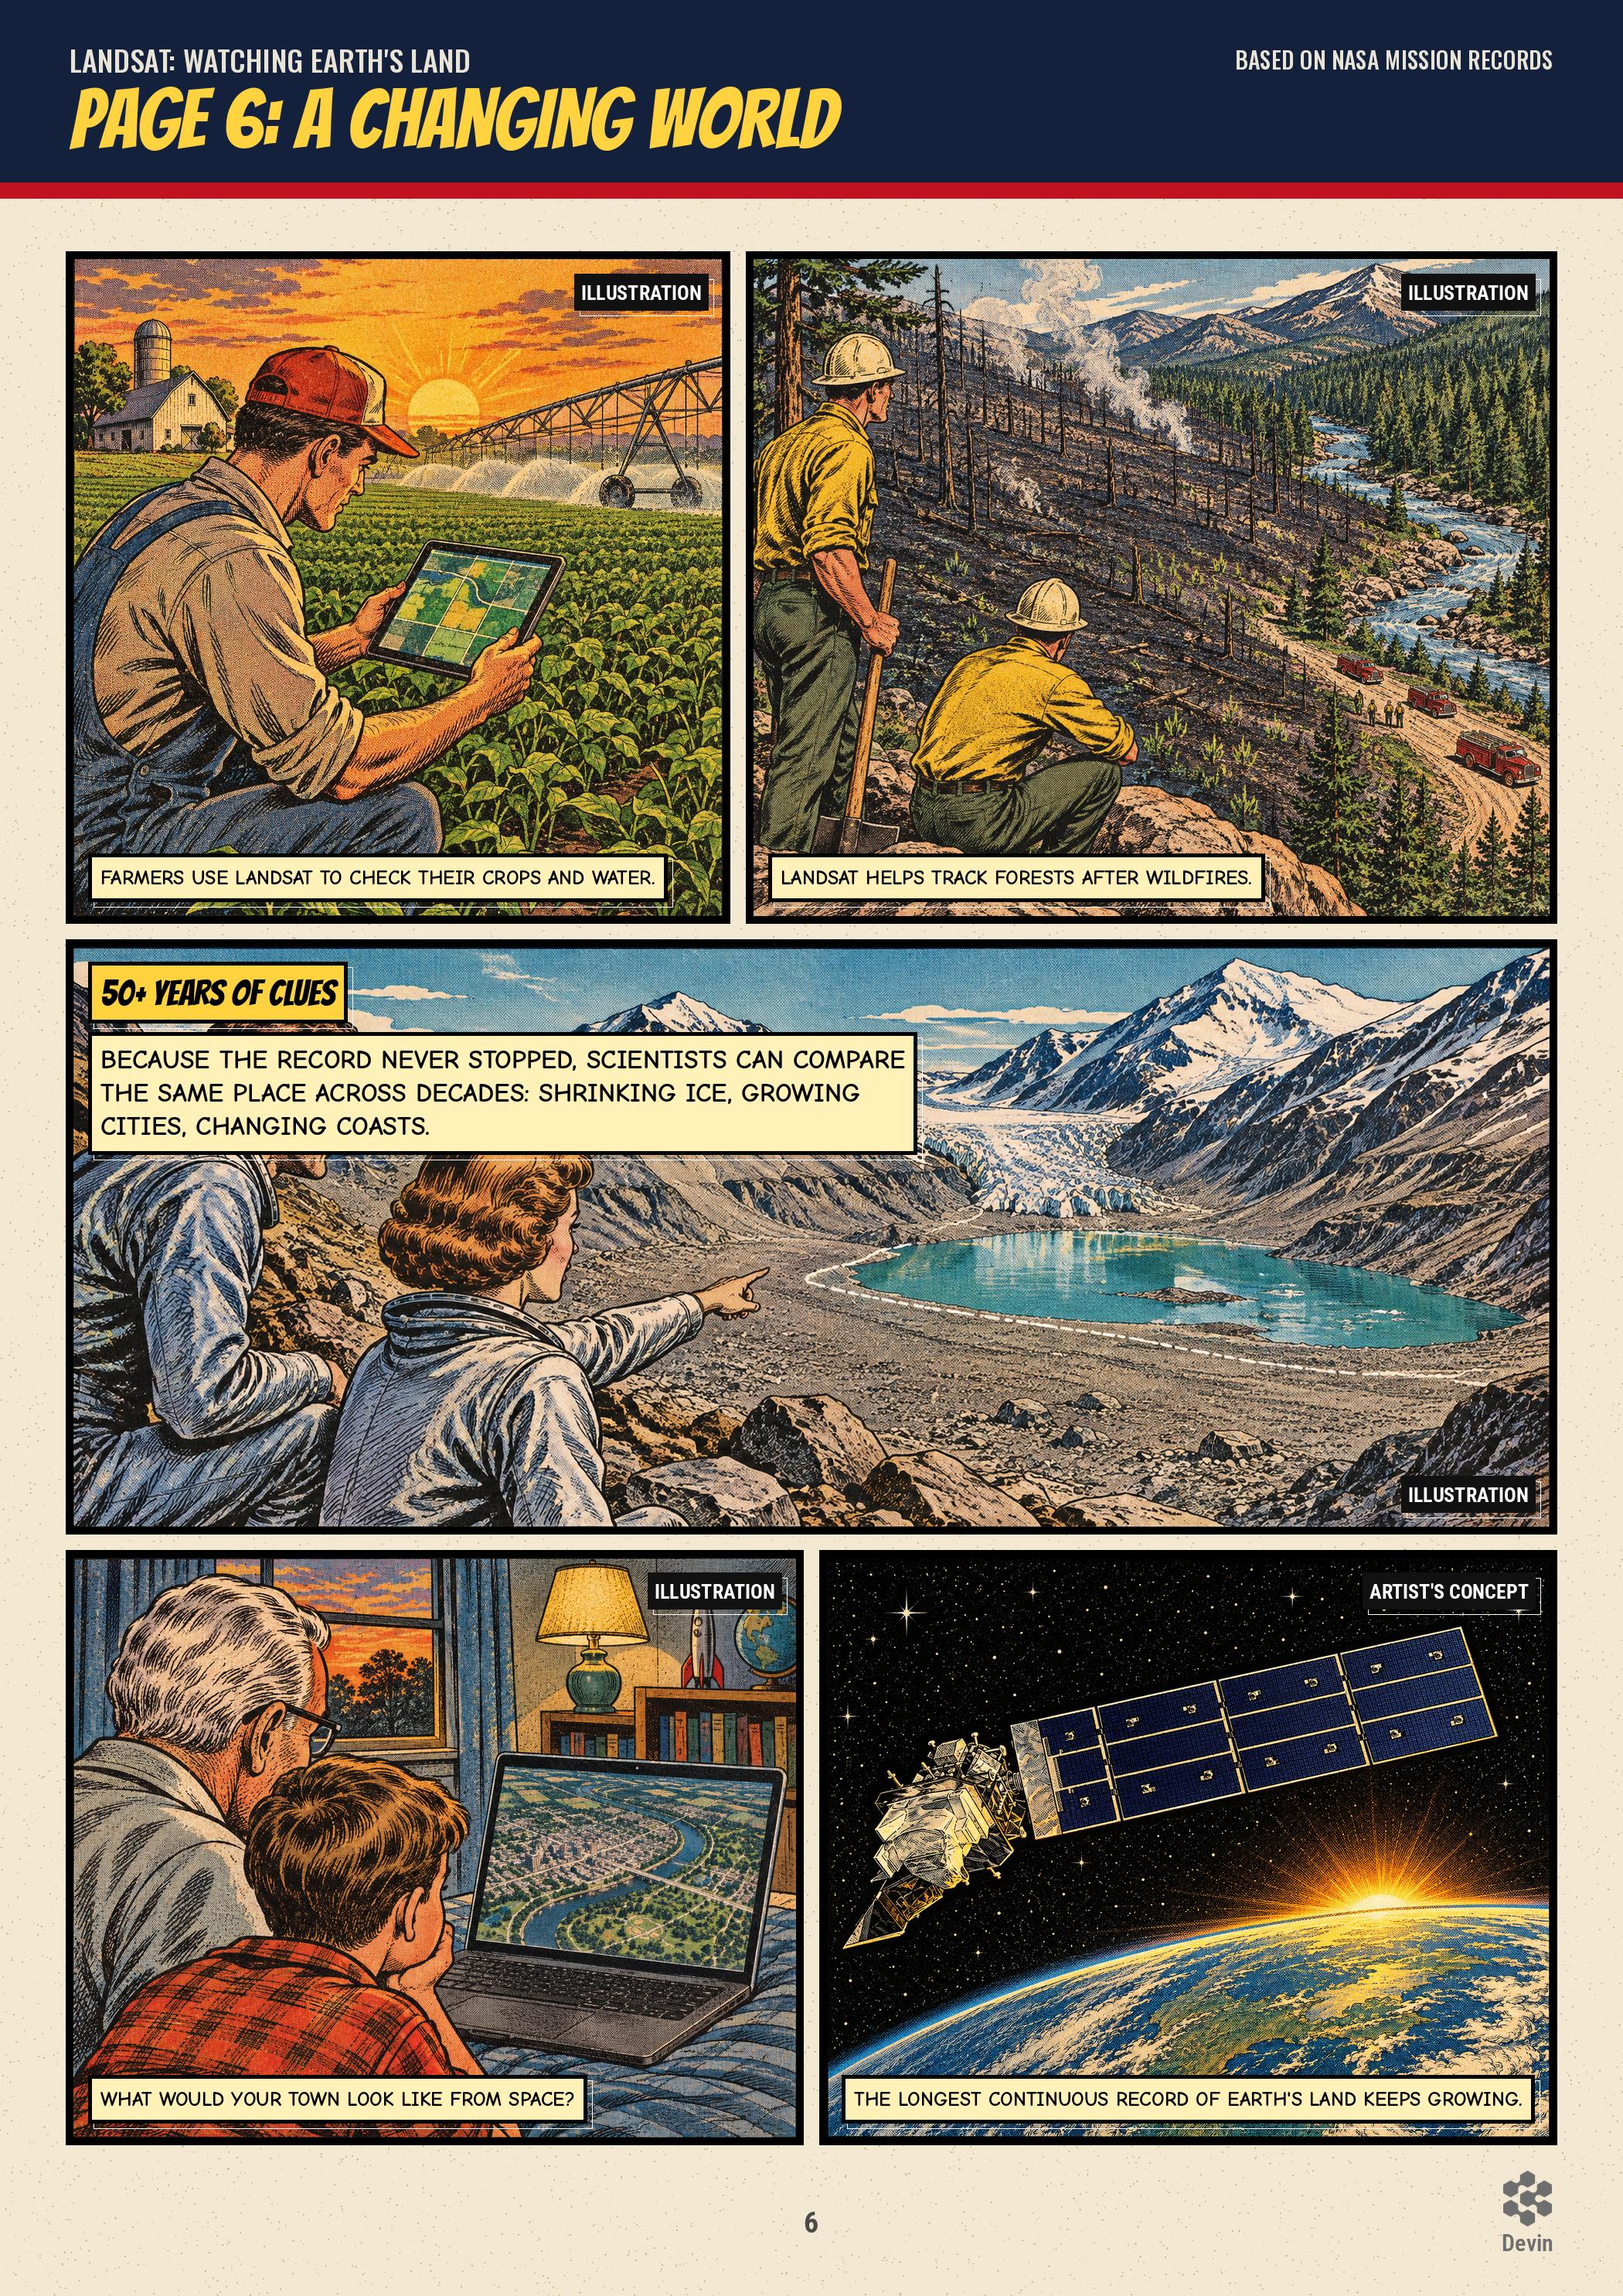 LANDSAT: WATCHING EARTH'S LAND
BASED ON NASA MISSION RECORDS
PAGE 6: A CHANGING WORLD
ILLUSTRATION
FARMERS USE LANDSAT TO CHECK THEIR CROPS AND WATER.
ILLUSTRATION
LANDSAT HELPS TRACK FORESTS AFTER WILDFIRES.
50+ YEARS OF CLUES
BECAUSE THE RECORD NEVER STOPPED, SCIENTISTS CAN COMPARE
THE SAME PLACE ACROSS DECADES: SHRINKING ICE, GROWING
CITIES, CHANGING COASTS.
ILLUSTRATION
ILLUSTRATION
WHAT WOULD YOUR TOWN LOOK LIKE FROM SPACE?
ARTIST'S CONCEPT
THE LONGEST CONTINUOUS RECORD OF EARTH'S LAND KEEPS GROWING.
6
Devin